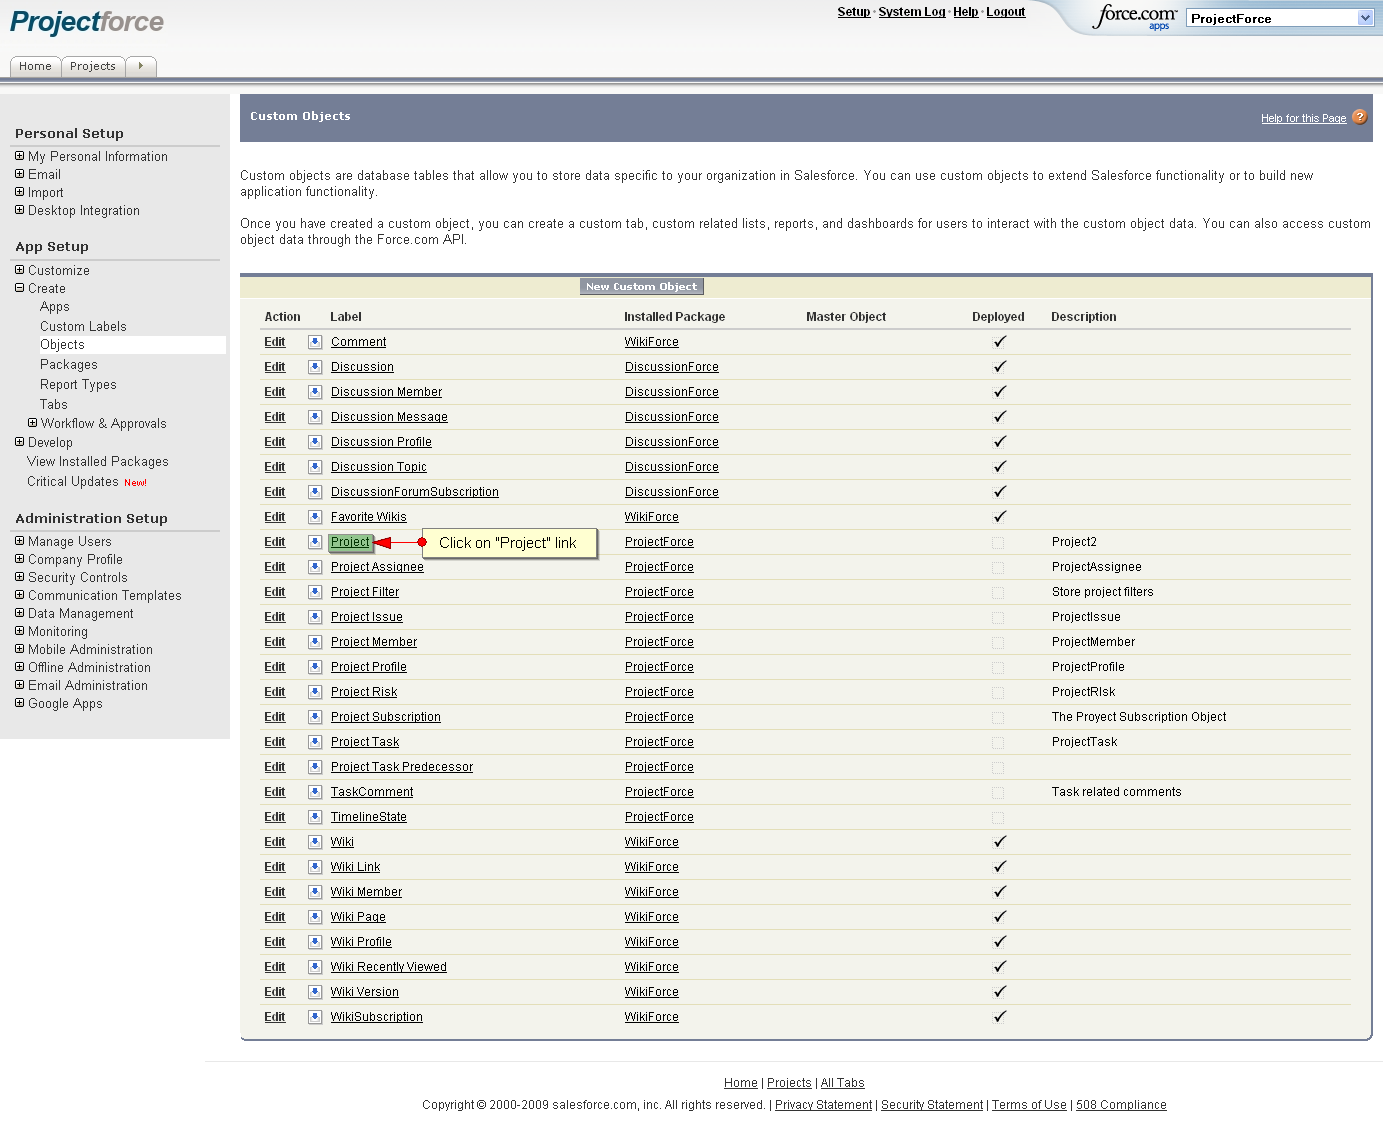 Projectforce
Setup · System Log · Help · Logout
force.com apps
ProjectForce
Home Projects
Personal Setup
My Personal Information
Email
Import
Desktop Integration
App Setup
Customize
Create
Apps
Custom Labels
Objects
Packages
Report Types
Tabs
Workflow & Approvals
Develop
View Installed Packages
Critical Updates New!
Administration Setup
Manage Users
Company Profile
Security Controls
Communication Templates
Data Management
Monitoring
Mobile Administration
Offline Administration
Email Administration
Google Apps
Custom Objects
Help for this Page ?
Custom objects are database tables that allow you to store data specific to your organization in Salesforce. You can use custom objects to extend Salesforce functionality or to build new
application functionality.
Once you have created a custom object, you can create a custom tab, custom related lists, reports, and dashboards for users to interact with the custom object data. You can also access custom
object data through the Force.com API.
New Custom Object
Action Label Installed Package Master Object Deployed Description
Edit Comment WikiForce
Edit Discussion DiscussionForce
Edit Discussion Member DiscussionForce
Edit Discussion Message DiscussionForce
Edit Discussion Profile DiscussionForce
Edit Discussion Topic DiscussionForce
Edit DiscussionForumSubscription DiscussionForce
Edit Favorite Wikis WikiForce
Edit Project Click on "Project" link ProjectForce Project2
Edit Project Assignee ProjectForce ProjectAssignee
Edit Project Filter ProjectForce Store project filters
Edit Project Issue ProjectForce ProjectIssue
Edit Project Member ProjectForce ProjectMember
Edit Project Profile ProjectForce ProjectProfile
Edit Project Risk ProjectForce ProjectRIsk
Edit Project Subscription ProjectForce The Proyect Subscription Object
Edit Project Task ProjectForce ProjectTask
Edit Project Task Predecessor ProjectForce
Edit TaskComment ProjectForce Task related comments
Edit TimelineState ProjectForce
Edit Wiki WikiForce
Edit Wiki Link WikiForce
Edit Wiki Member WikiForce
Edit Wiki Page WikiForce
Edit Wiki Profile WikiForce
Edit Wiki Recently Viewed WikiForce
Edit Wiki Version WikiForce
Edit WikiSubscription WikiForce
Home | Projects | All Tabs
Copyright © 2000-2009 salesforce.com, inc. All rights reserved. | Privacy Statement | Security Statement | Terms of Use | 508 Compliance